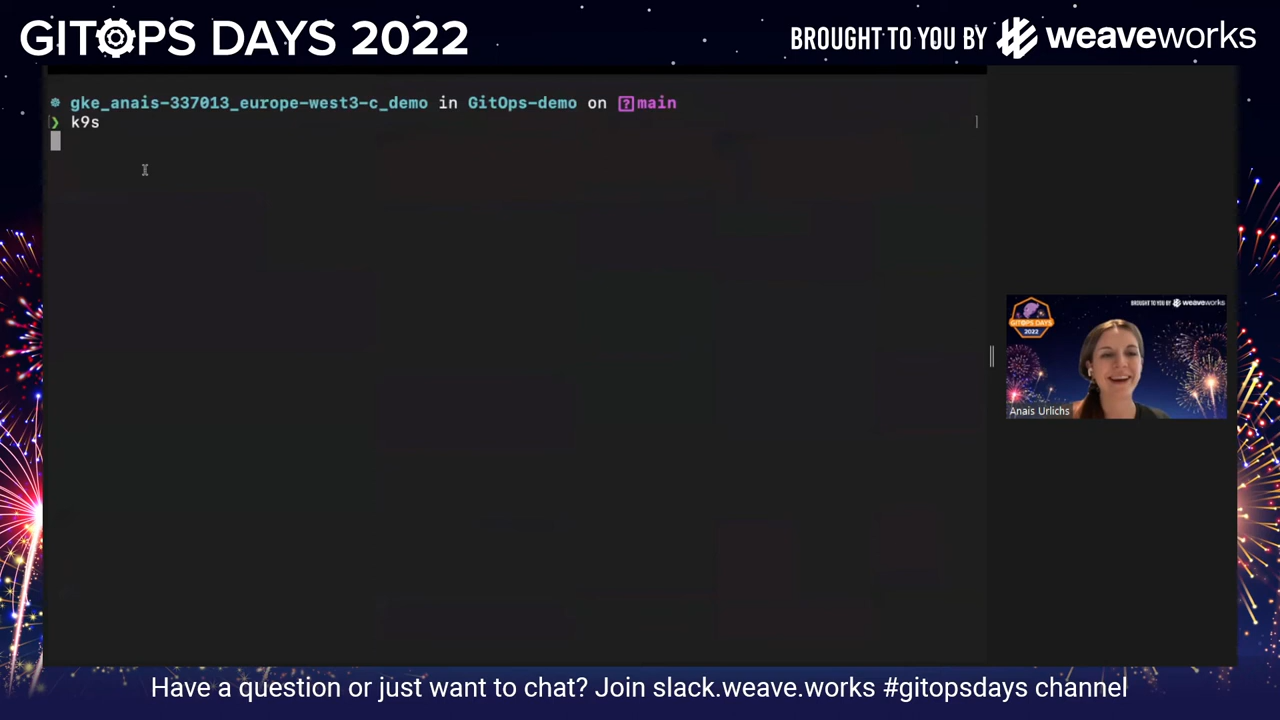 GITOPS DAYS 2022
BROUGHT TO YOU BY weaveworks
gke_anais-337013_europe-west3-c_demo in GitOps-demo on ?main
❯ k9s
BROUGHT TO YOU BY weaveworks
GITOPS DAYS
2022
Anais Urlichs
Have a question or just want to chat? Join slack.weave.works #gitopsdays channel